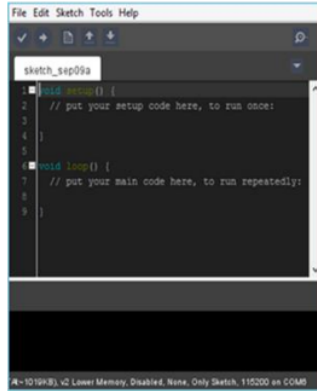 File Edit Sketch Tools Help
sketch_sep09a
1 void setup() {
2 // put your setup code here, to run once:
3
4 }
5
6 void loop() {
7 // put your main code here, to run repeatedly:
8
9 }
1019KB), v2 Lower Memory, Disabled, None, Only Sketch, 115200 on COM8